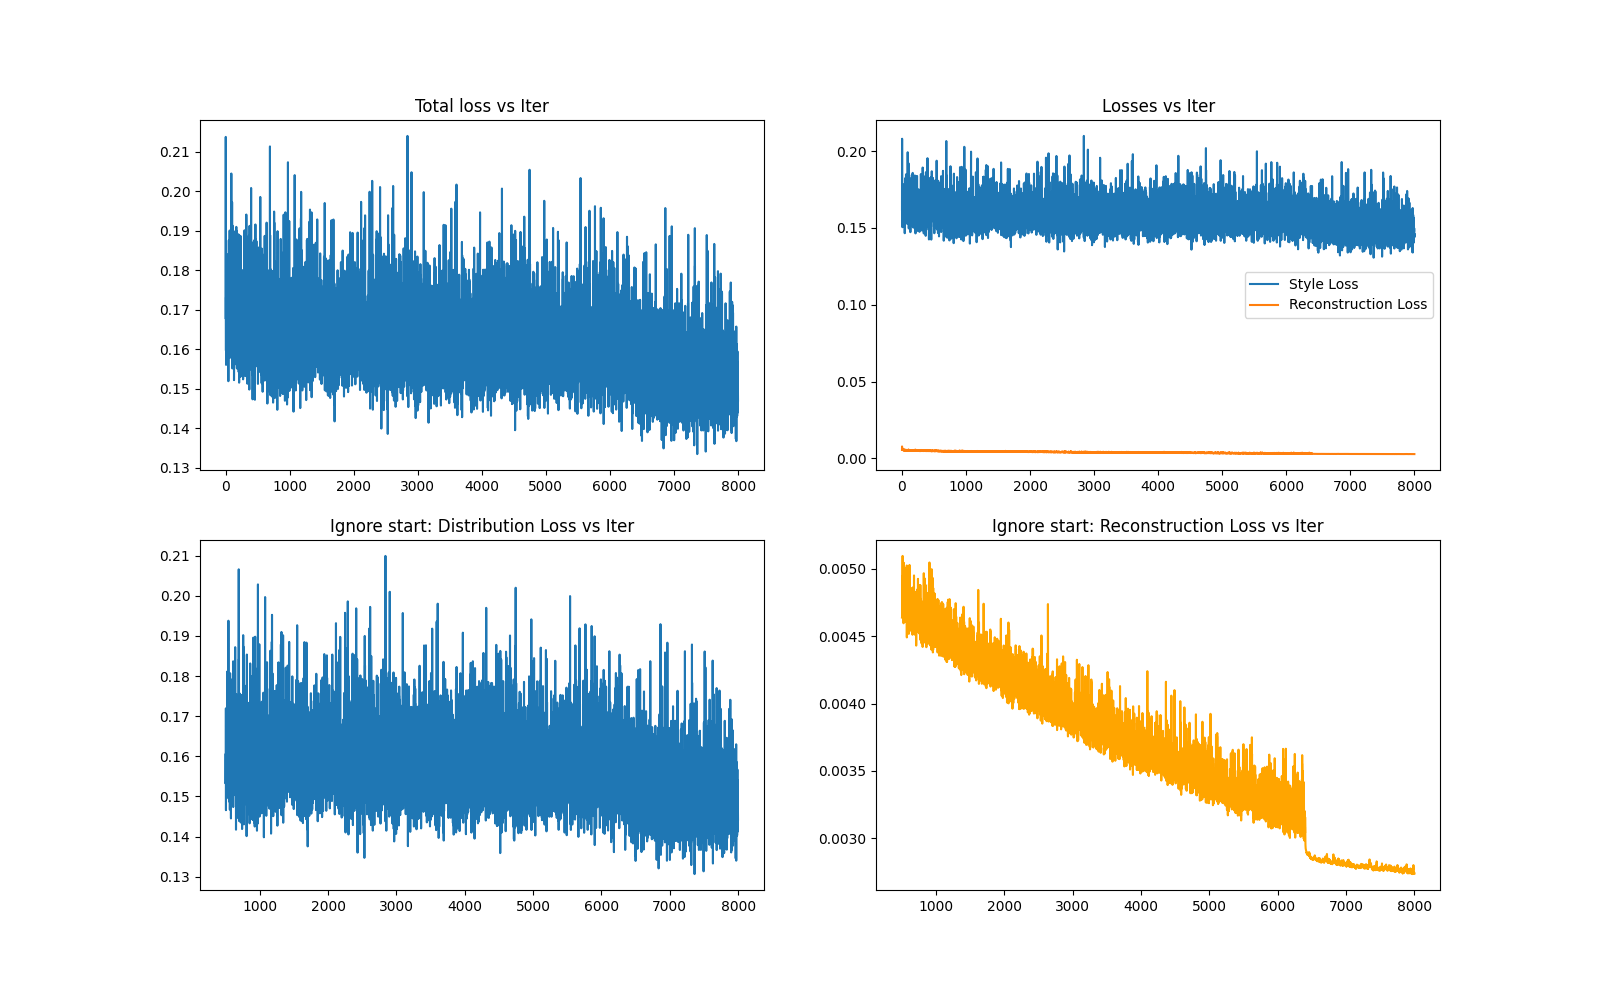 Total loss vs Iter
0.21
0.20
0.19
0.18
0.17
0.16
0.15
0.14
0.13
0 1000 2000 3000 4000 5000 6000 7000 8000
Losses vs Iter
0.20
0.15
0.10
0.05
0.00
Style Loss
Reconstruction Loss
0 1000 2000 3000 4000 5000 6000 7000 8000
Ignore start: Distribution Loss vs Iter
0.21
0.20
0.19
0.18
0.17
0.16
0.15
0.14
0.13
1000 2000 3000 4000 5000 6000 7000 8000
Ignore start: Reconstruction Loss vs Iter
0.0050
0.0045
0.0040
0.0035
0.0030
1000 2000 3000 4000 5000 6000 7000 8000